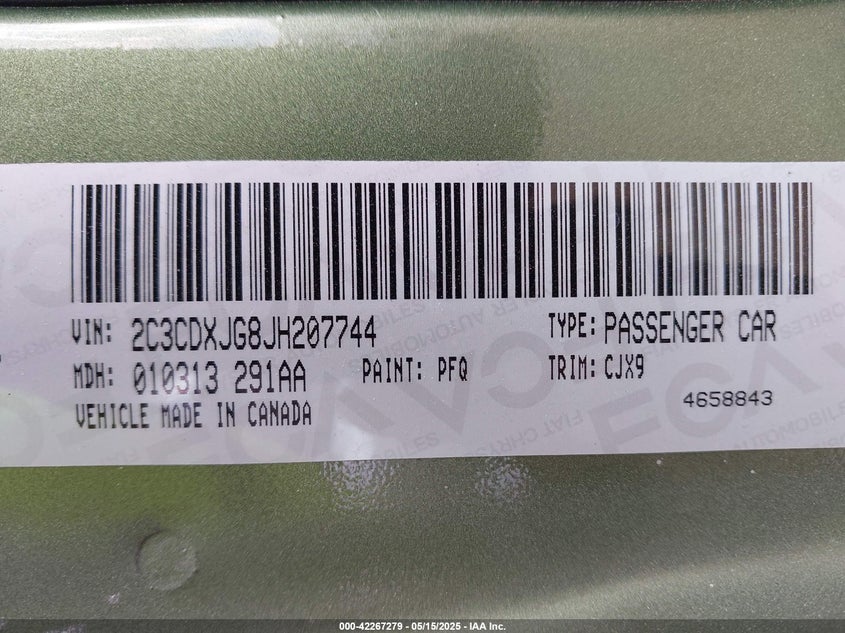 VIN: 2C3CDXJG8JH207744 TYPE: PASSENGER CAR
MDH: 010313 291AA PAINT: PFQ TRIM: CJX9
VEHICLE MADE IN CANADA 4658843
000-42267279 - 05/15/2025 - IAA Inc.